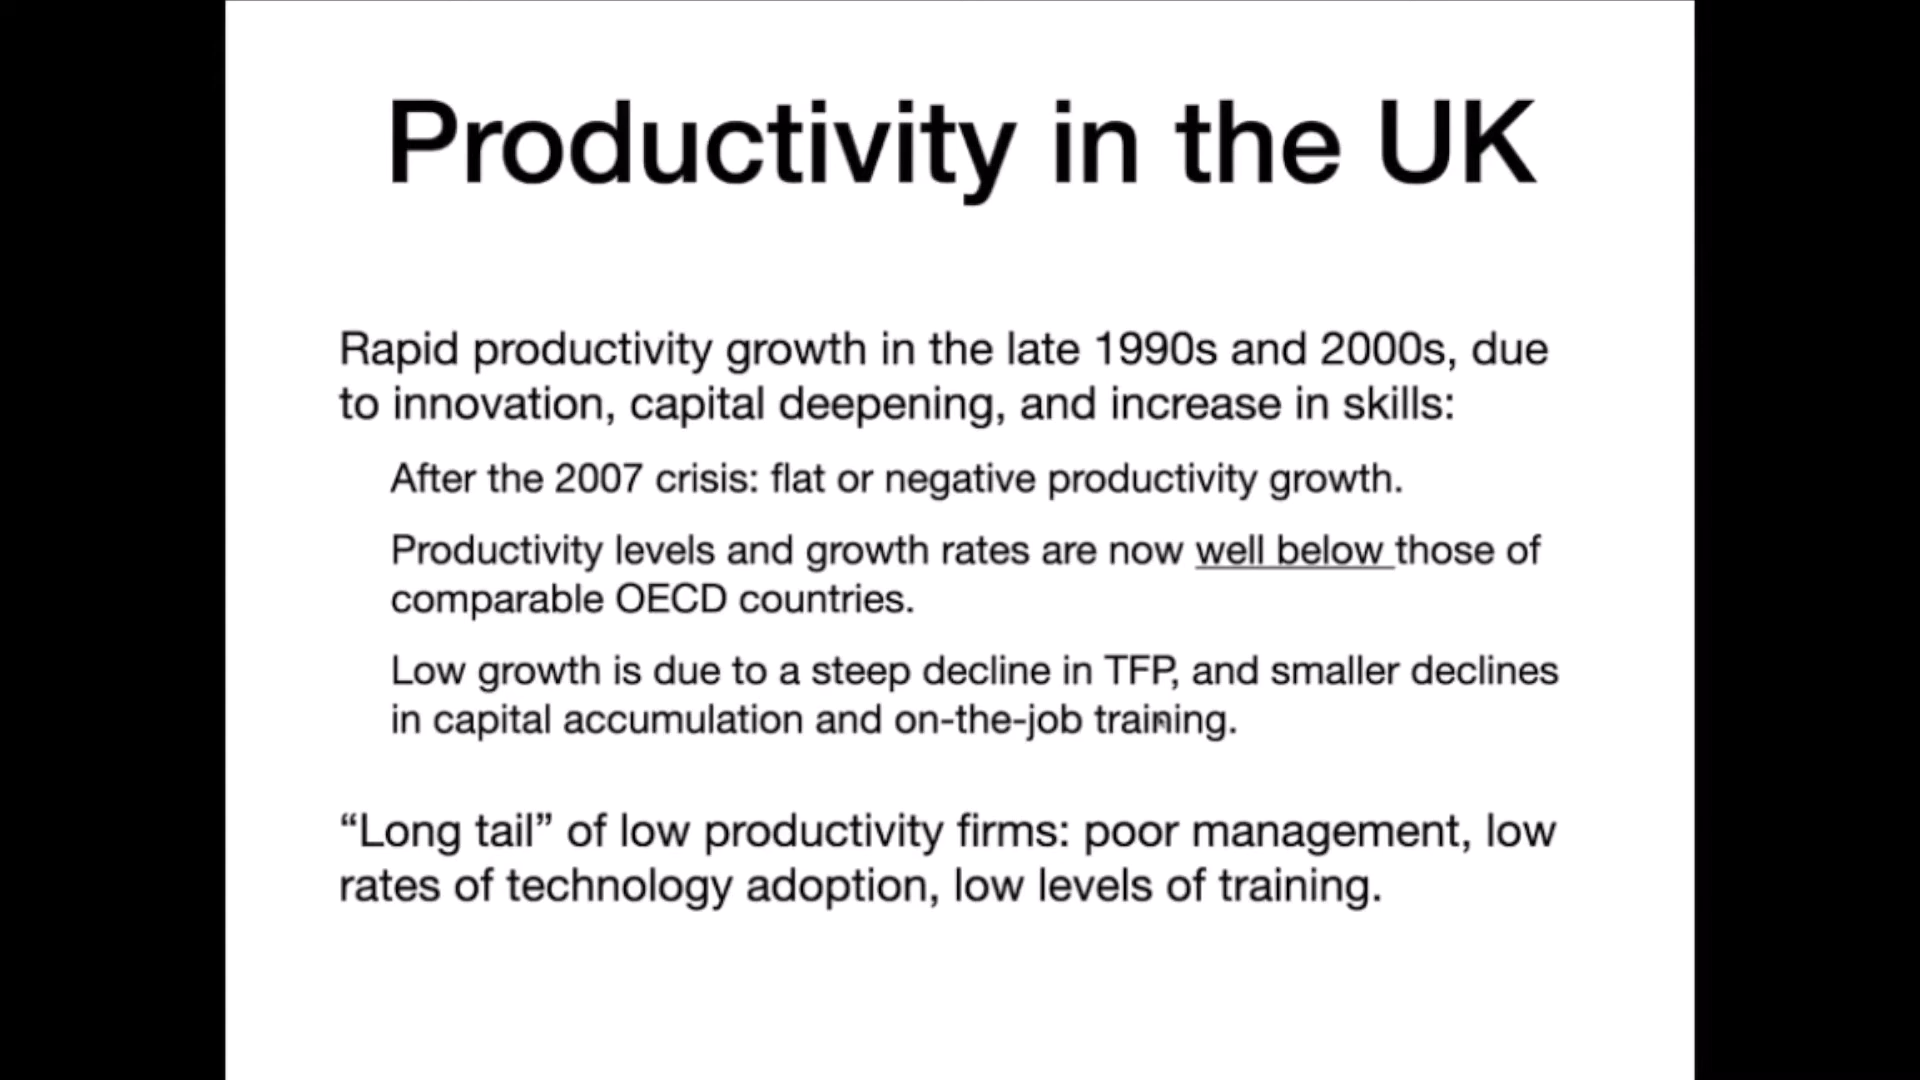 Productivity in the UK
Rapid productivity growth in the late 1990s and 2000s, due
to innovation, capital deepening, and increase in skills:
After the 2007 crisis: flat or negative productivity growth.
Productivity levels and growth rates are now well below those of
comparable OECD countries.
Low growth is due to a steep decline in TFP, and smaller declines
in capital accumulation and on-the-job training.
“Long tail” of low productivity firms: poor management, low
rates of technology adoption, low levels of training.